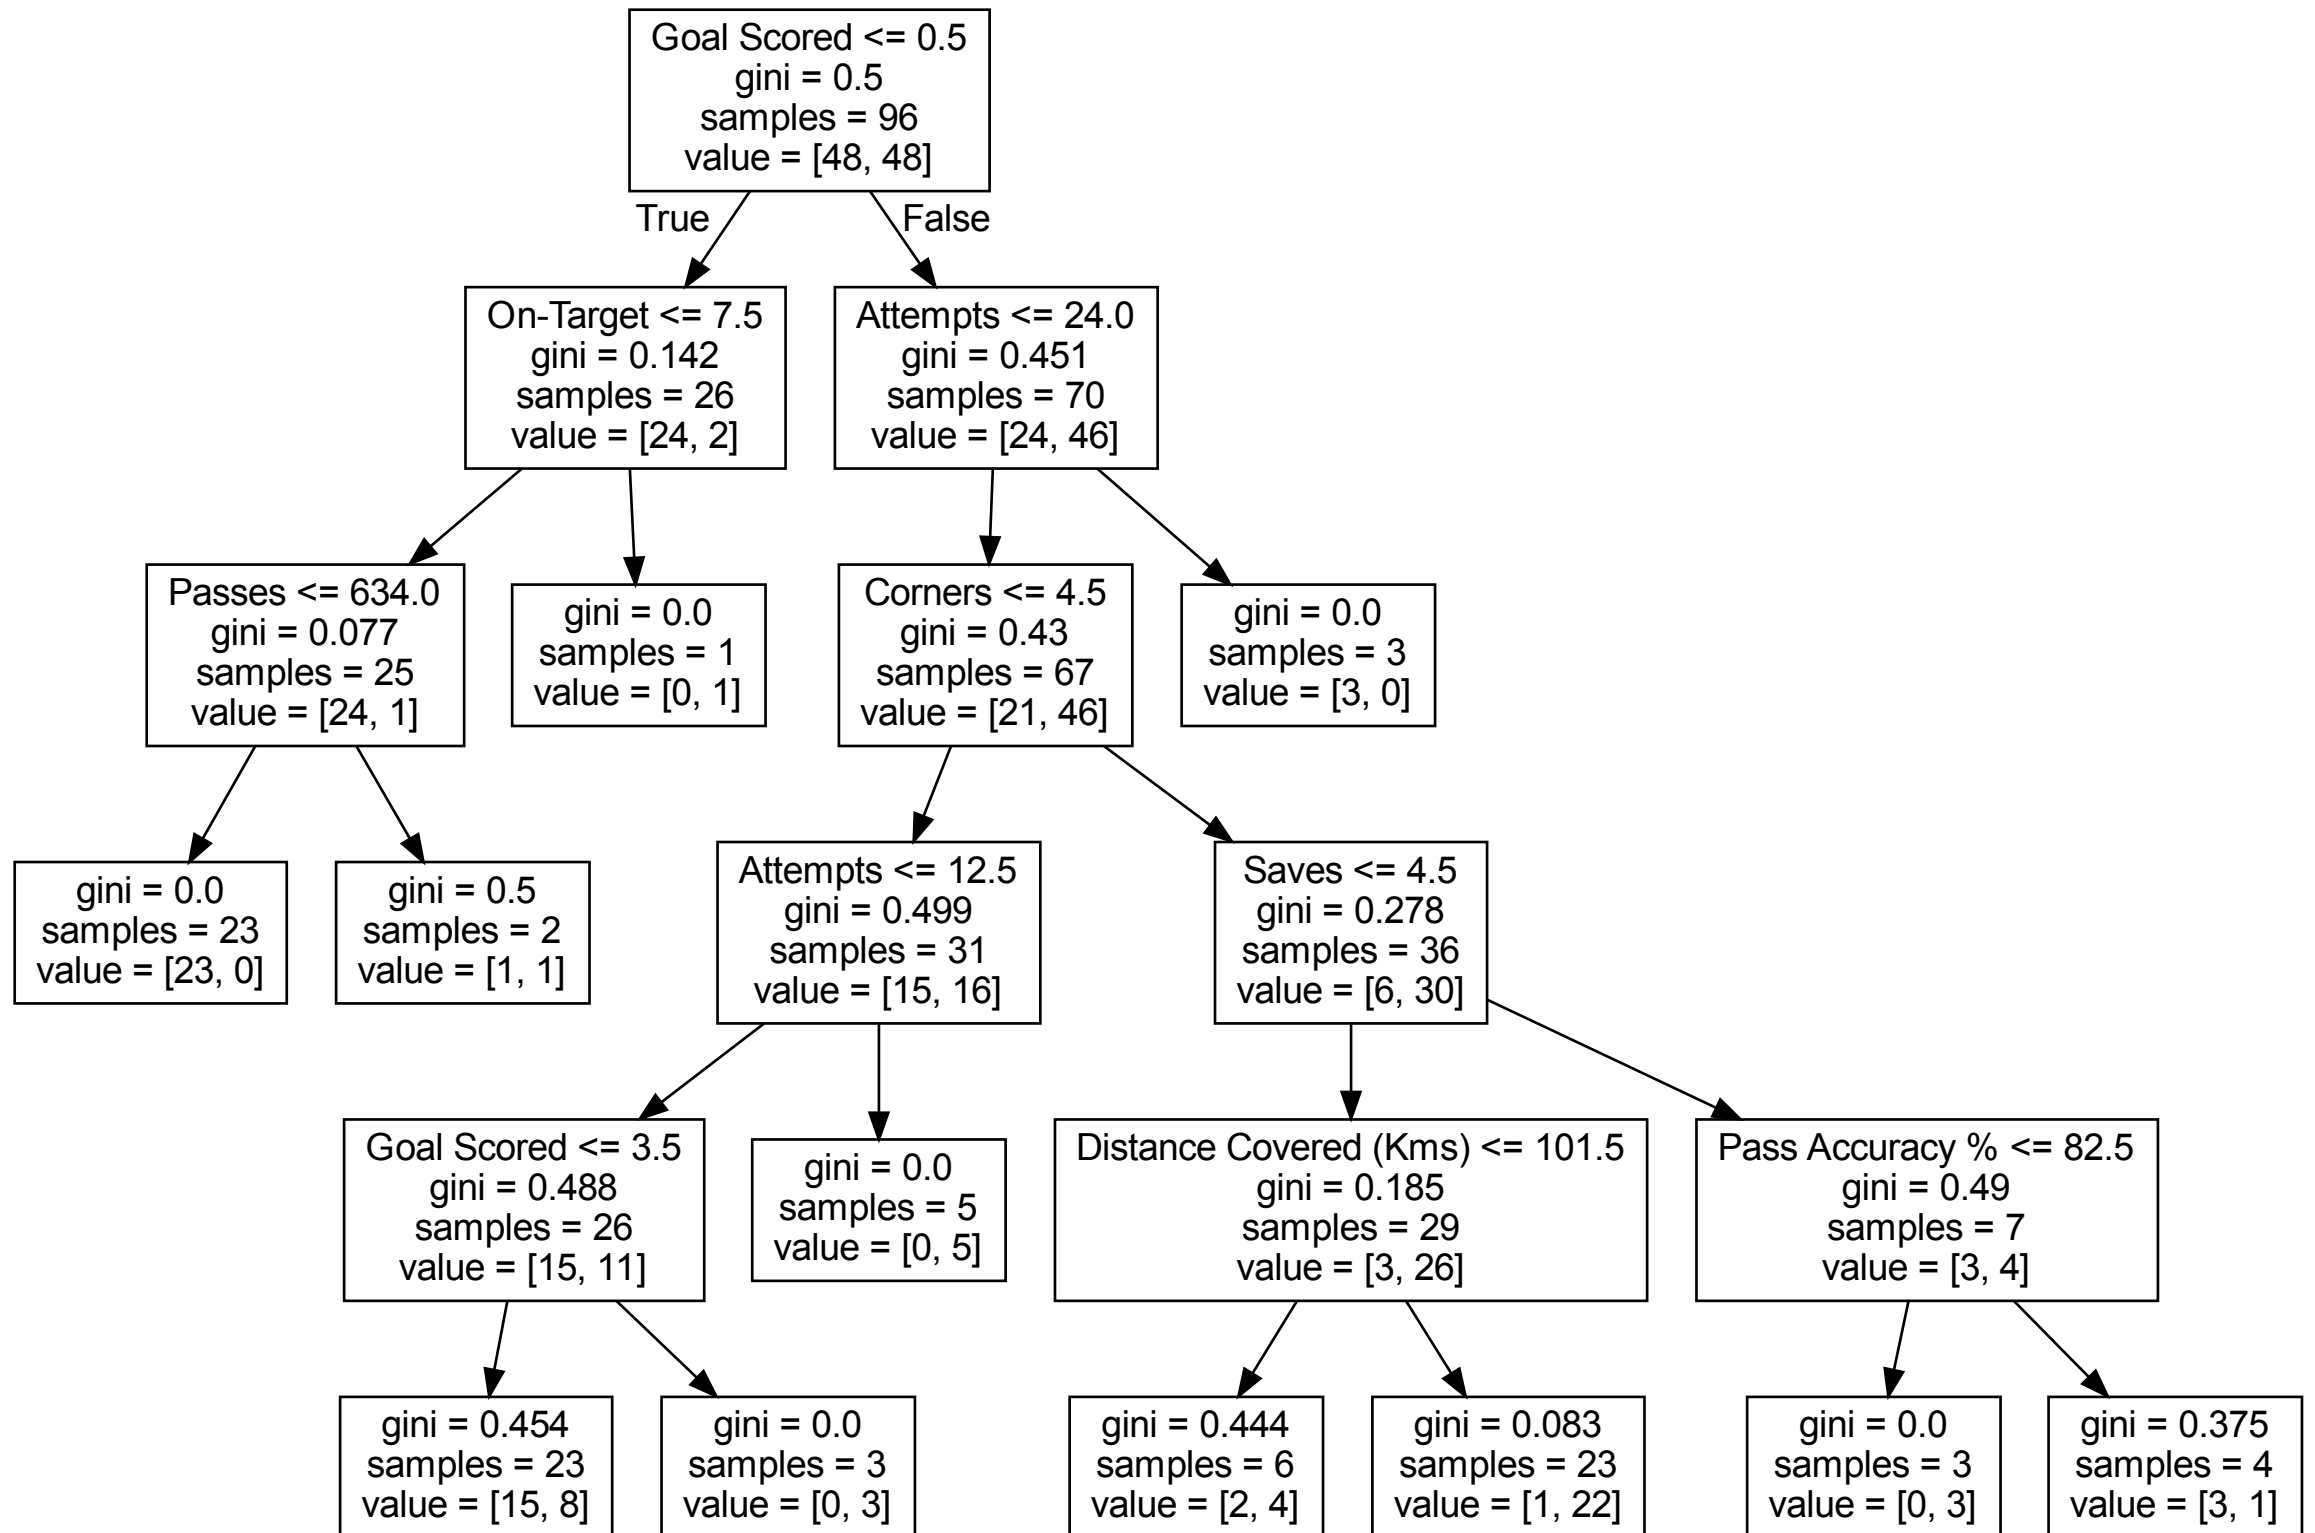 Goal Scored <= 0.5
gini = 0.5
samples = 96
value = [48, 48]
True
False
On-Target <= 7.5
gini = 0.142
samples = 26
value = [24, 2]
Attempts <= 24.0
gini = 0.451
samples = 70
value = [24, 46]
Passes <= 634.0
gini = 0.077
samples = 25
value = [24, 1]
gini = 0.0
samples = 1
value = [0, 1]
Corners <= 4.5
gini = 0.43
samples = 67
value = [21, 46]
gini = 0.0
samples = 3
value = [3, 0]
gini = 0.0
samples = 23
value = [23, 0]
gini = 0.5
samples = 2
value = [1, 1]
Attempts <= 12.5
gini = 0.499
samples = 31
value = [15, 16]
Saves <= 4.5
gini = 0.278
samples = 36
value = [6, 30]
Goal Scored <= 3.5
gini = 0.488
samples = 26
value = [15, 11]
gini = 0.0
samples = 5
value = [0, 5]
Distance Covered (Kms) <= 101.5
gini = 0.185
samples = 29
value = [3, 26]
Pass Accuracy % <= 82.5
gini = 0.49
samples = 7
value = [3, 4]
gini = 0.454
samples = 23
value = [15, 8]
gini = 0.0
samples = 3
value = [0, 3]
gini = 0.444
samples = 6
value = [2, 4]
gini = 0.083
samples = 23
value = [1, 22]
gini = 0.0
samples = 3
value = [0, 3]
gini = 0.375
samples = 4
value = [3, 1]